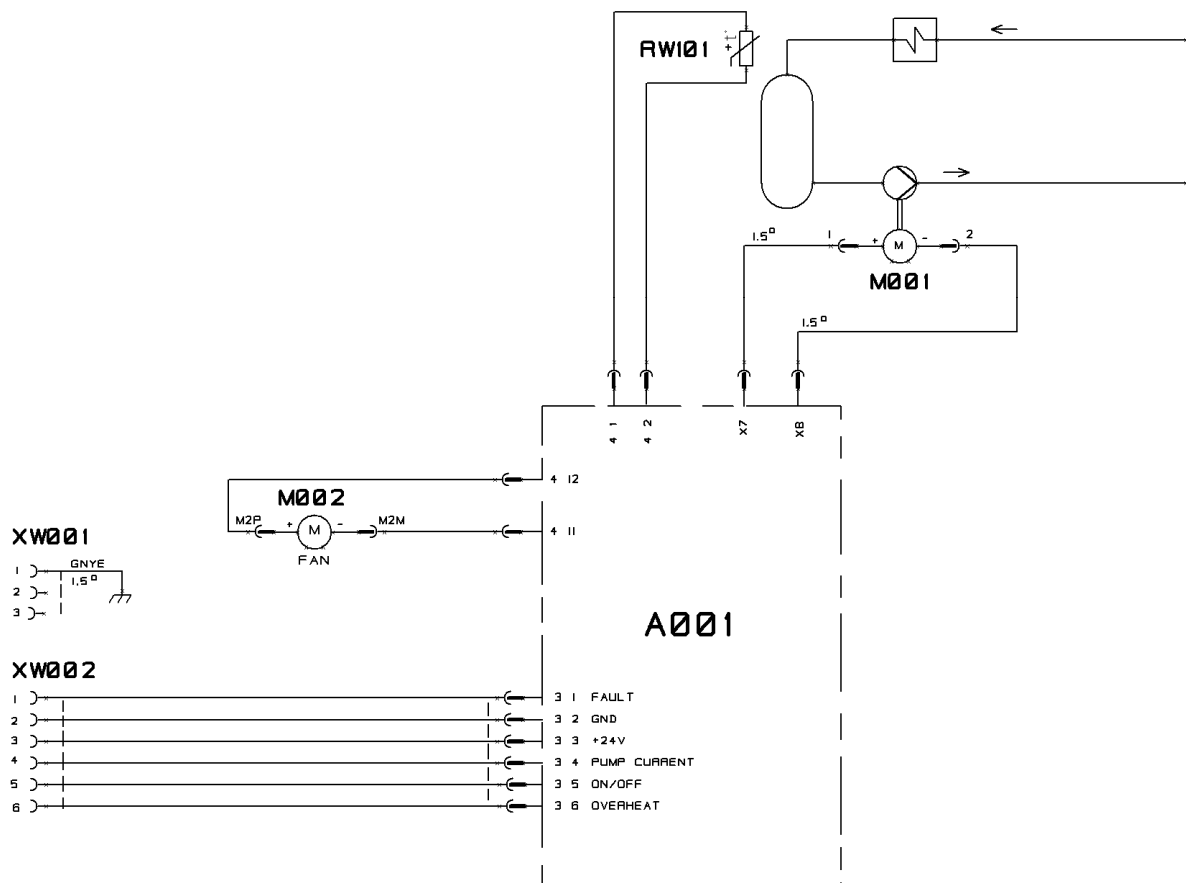 RW101
+t°
1.5□
1
+
M
-
2
M001
1.5□
4 1
4 2
X7
X8
4 12
M002
M2P
+
M
-
M2M
4 11
FAN
XW001
1
GNYE
1.5□
2
3
A001
XW002
1
3 1 FAULT
2
3 2 GND
3
3 3 +24V
4
3 4 PUMP CURRENT
5
3 5 ON/OFF
6
3 6 OVERHEAT